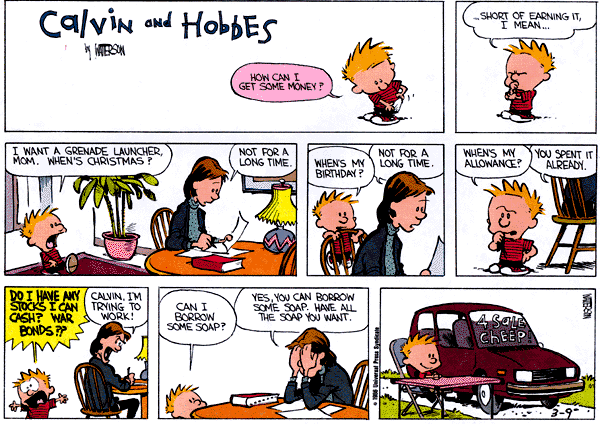 Calvin and Hobbes
by WATTERSON
HOW CAN I
GET SOME MONEY?
...SHORT OF EARNING IT,
I MEAN...
I WANT A GRENADE LAUNCHER,
MOM. WHEN'S CHRISTMAS?
NOT FOR A
LONG TIME.
WHEN'S MY
BIRTHDAY?
NOT FOR A
LONG TIME.
WHEN'S MY
ALLOWANCE?
YOU SPENT IT
ALREADY.
DO I HAVE ANY
STOCKS I CAN
CASH? WAR
BONDS??
CALVIN, I'M
TRYING TO
WORK!
CAN I
BORROW
SOME SOAP?
YES, YOU CAN BORROW
SOME SOAP. HAVE ALL
THE SOAP YOU WANT.
4 SALE
CHEEP!
WATTERSON
3-9
Universal Press Syndicate